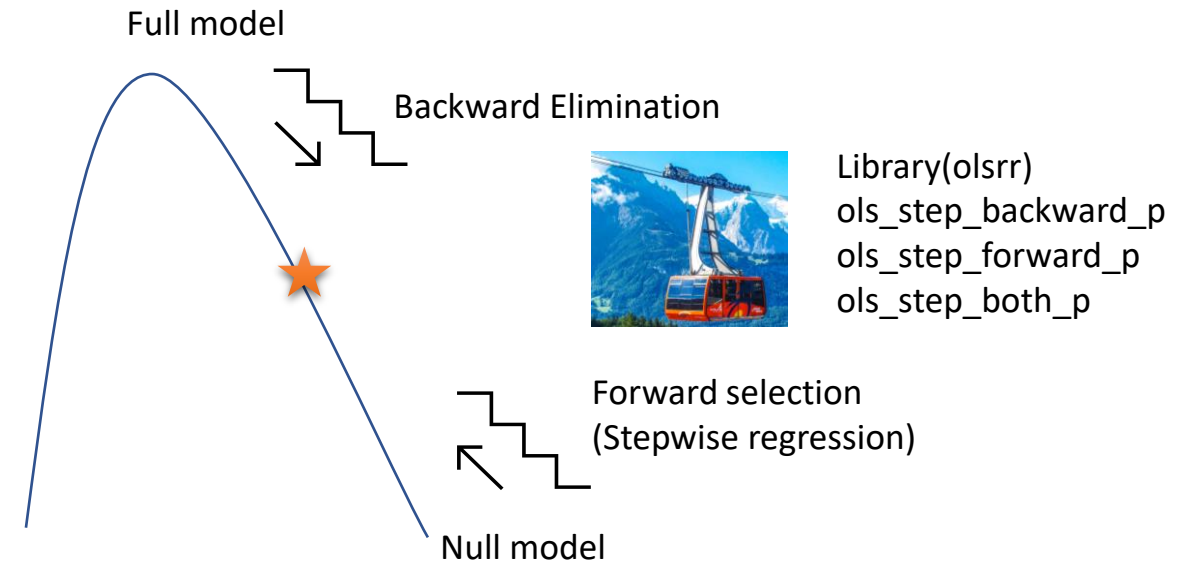 Full model
Backward Elimination
Library(olsrr)
ols_step_backward_p
ols_step_forward_p
ols_step_both_p
Forward selection
(Stepwise regression)
Null model